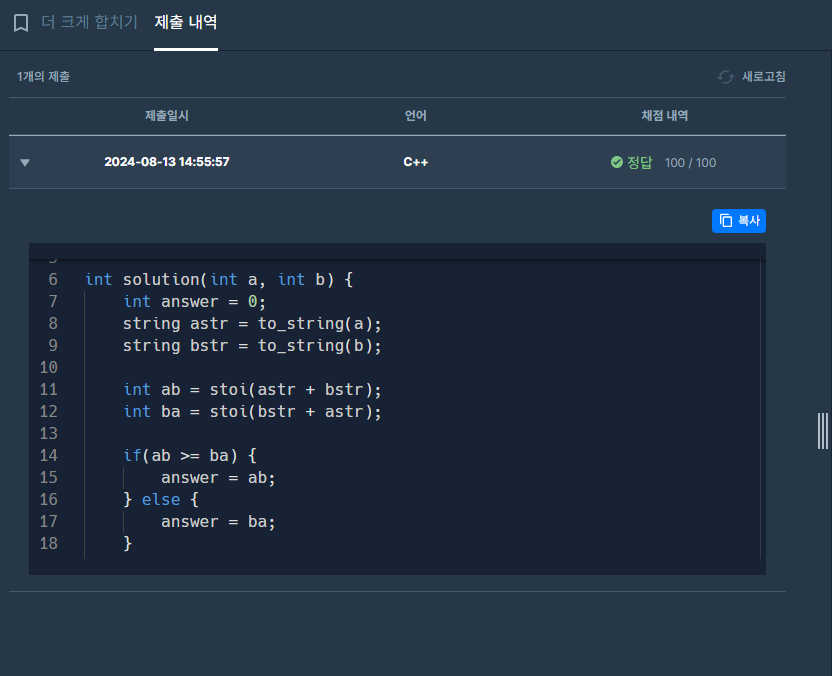 더 크게 합치기 제출 내역
1개의 제출 새로고침
제출일시 언어 채점 내역
2024-08-13 14:55:57 C++ 정답 100 / 100
복사
6 int solution(int a, int b) {
7 int answer = 0;
8 string astr = to_string(a);
9 string bstr = to_string(b);
10
11 int ab = stoi(astr + bstr);
12 int ba = stoi(bstr + astr);
13
14 if(ab >= ba) {
15 answer = ab;
16 } else {
17 answer = ba;
18 }